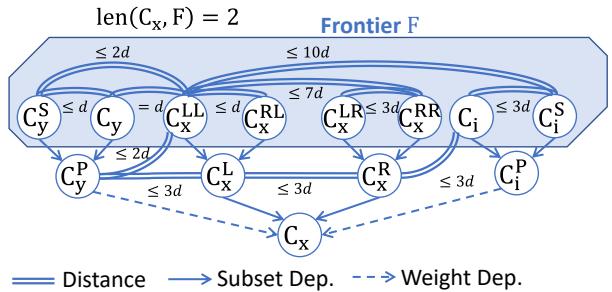 len(Cₓ, F) = 2
Frontier F
≤ 2d ≤ 10d
≤ 7d
C_y^S ≤ d C_y = d C_x^LL ≤ d C_x^RL C_x^LR ≤ 3d C_x^RR C_i ≤ 3d C_i^S
≤ 2d
C_y^P C_x^L C_x^R C_i^P
≤ 3d ≤ 3d ≤ 3d
C_x
Distance Subset Dep. Weight Dep.